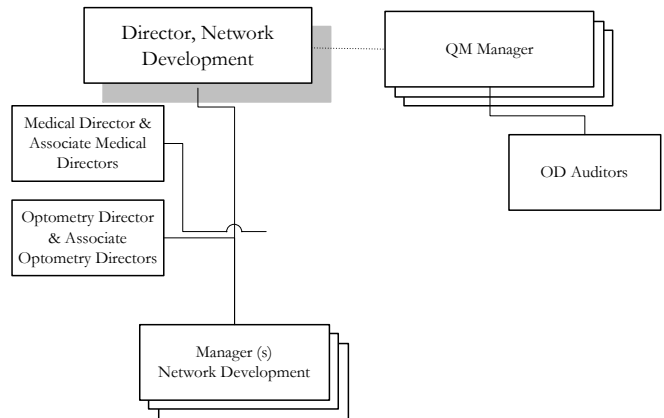 Director, Network
Development
QM Manager
Medical Director &
Associate Medical
Directors
OD Auditors
Optometry Director
& Associate
Optometry Directors
Manager (s)
Network Development